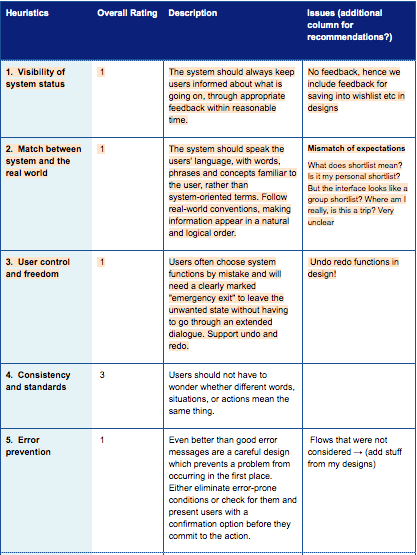 Heuristics
Overall Rating
Description
Issues (additional
column for
recommendations?)
1. Visibility of
system status
1
The system should always keep
users informed about what is
going on, through appropriate
feedback within reasonable
time.
No feedback, hence we
include feedback for
saving into wishlist etc in
designs
2. Match between
system and the
real world
1
The system should speak the
users' language, with words,
phrases and concepts familiar to
the user, rather than
system-oriented terms. Follow
real-world conventions, making
information appear in a natural
and logical order.
Mismatch of expectations
What does shortlist mean?
Is it my personal shortlist?
But the interface looks like a
group shortlist? Where am I
really, is this a trip? Very
unclear
3. User control
and freedom
1
Users often choose system
functions by mistake and will
need a clearly marked
"emergency exit" to leave the
unwanted state without having
to go through an extended
dialogue. Support undo and
redo.
Undo redo functions in
design!
4. Consistency
and standards
3
Users should not have to
wonder whether different words,
situations, or actions mean the
same thing.
5. Error
prevention
1
Even better than good error
messages are a careful design
which prevents a problem from
occurring in the first place.
Either eliminate error-prone
conditions or check for them and
present users with a
confirmation option before they
commit to the action.
Flows that were not
considered → (add stuff
from my designs)